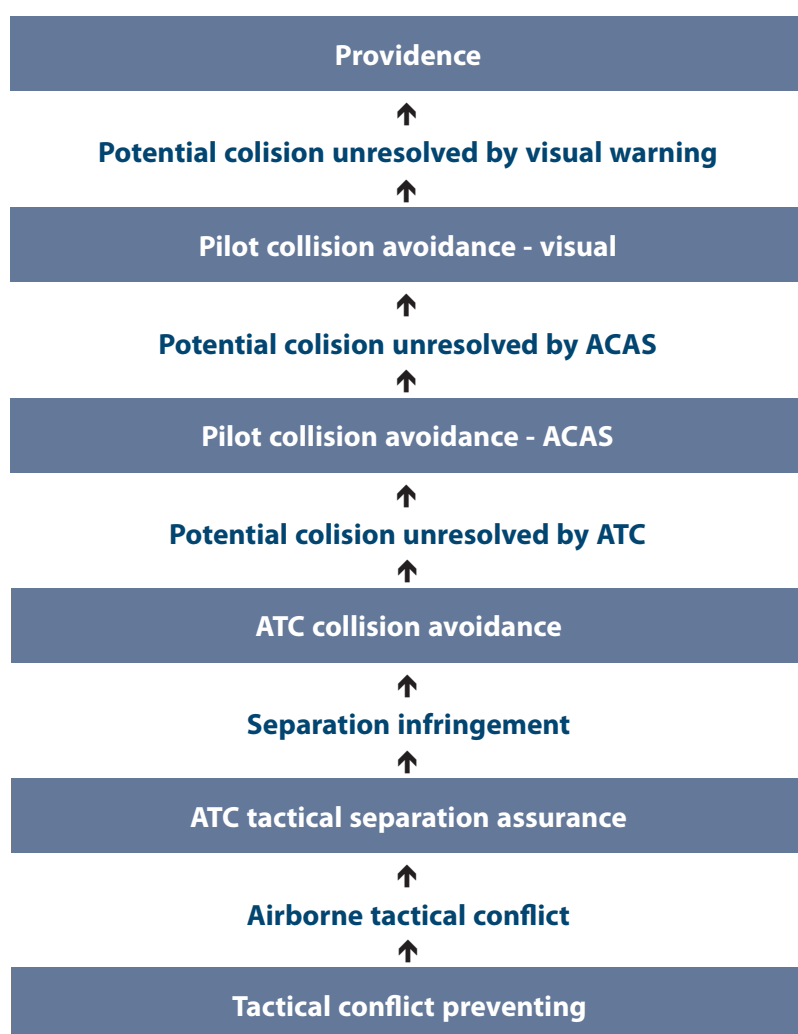 Providence
Potential colision unresolved by visual warning
Pilot collision avoidance - visual
Potential colision unresolved by ACAS
Pilot collision avoidance - ACAS
Potential colision unresolved by ATC
ATC collision avoidance
Separation infringement
ATC tactical separation assurance
Airborne tactical conflict
Tactical conflict preventing